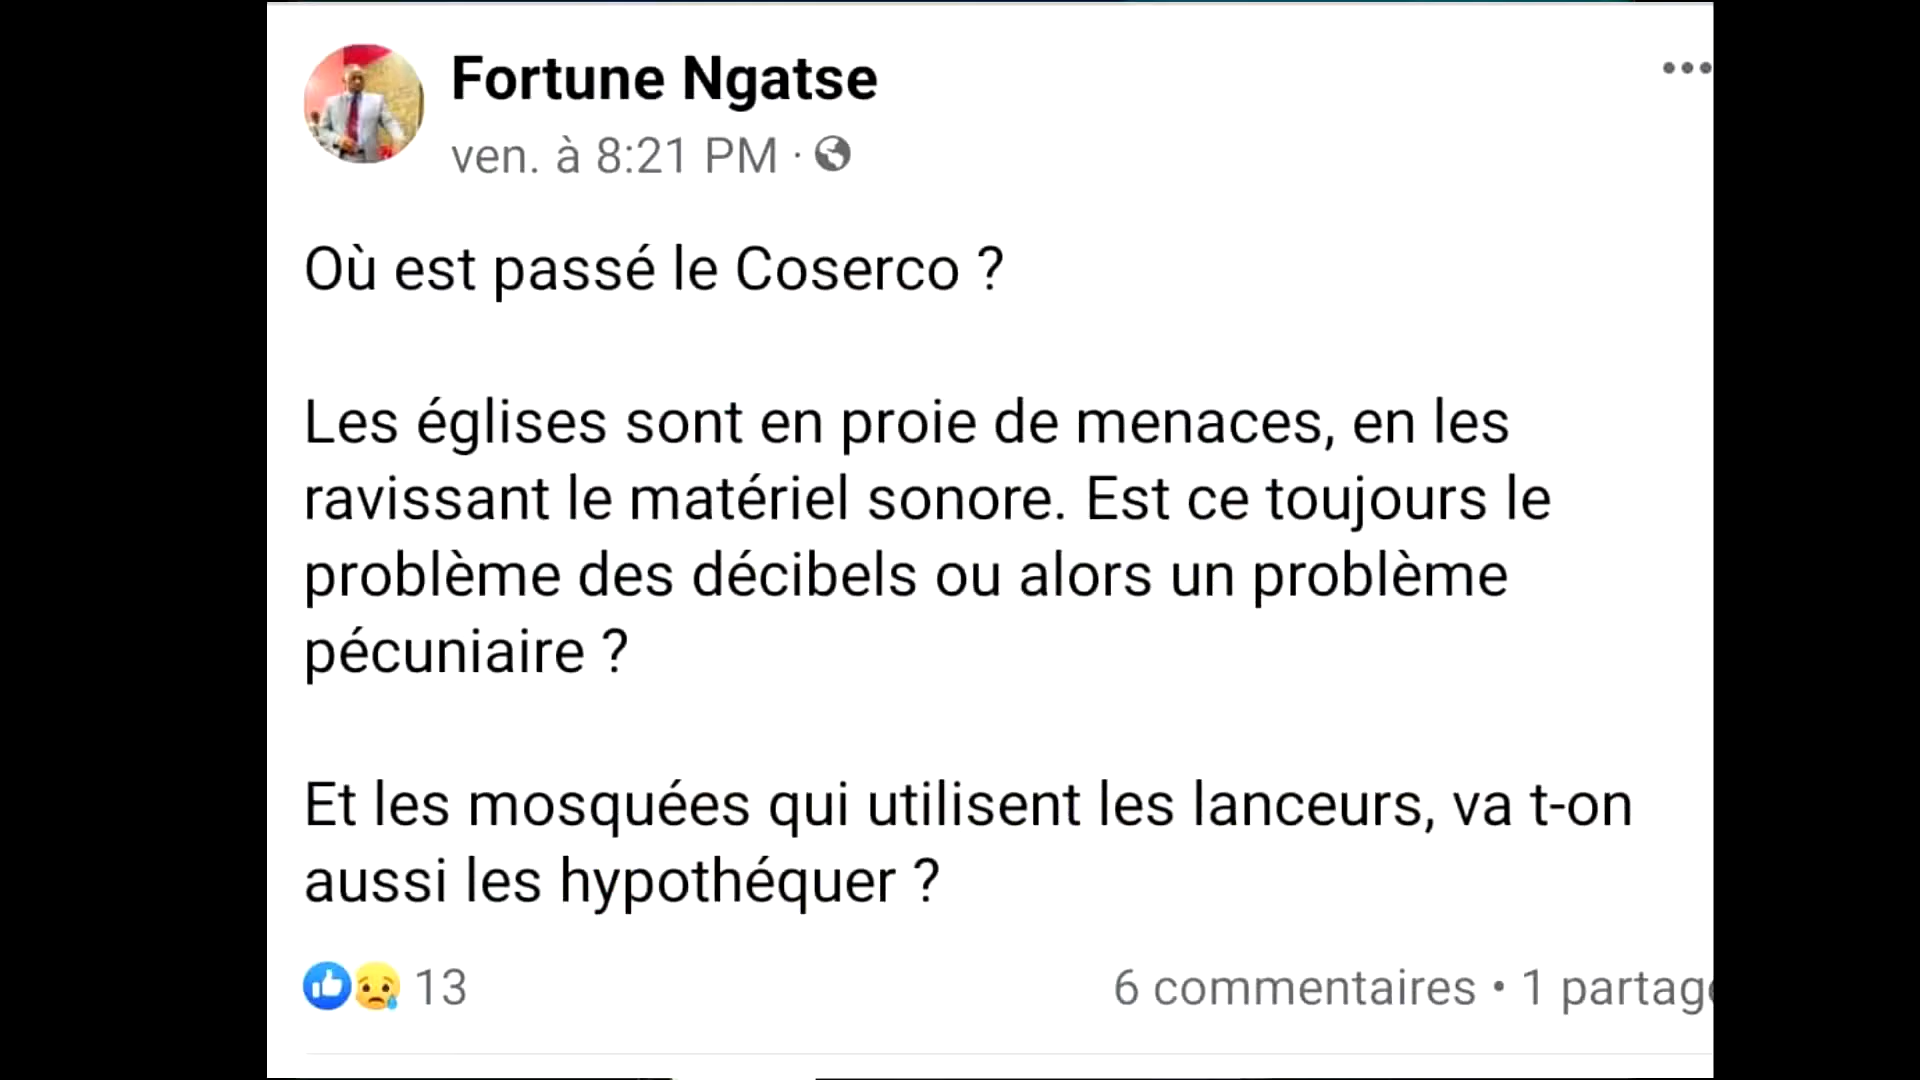 Fortune Ngatse
ven. à 8:21 PM ·
Où est passé le Coserco ?
Les églises sont en proie de menaces, en les
ravissant le matériel sonore. Est ce toujours le
problème des décibels ou alors un problème
pécuniaire ?
Et les mosquées qui utilisent les lanceurs, va t-on
aussi les hypothéquer ?
13
6 commentaires • 1 partag